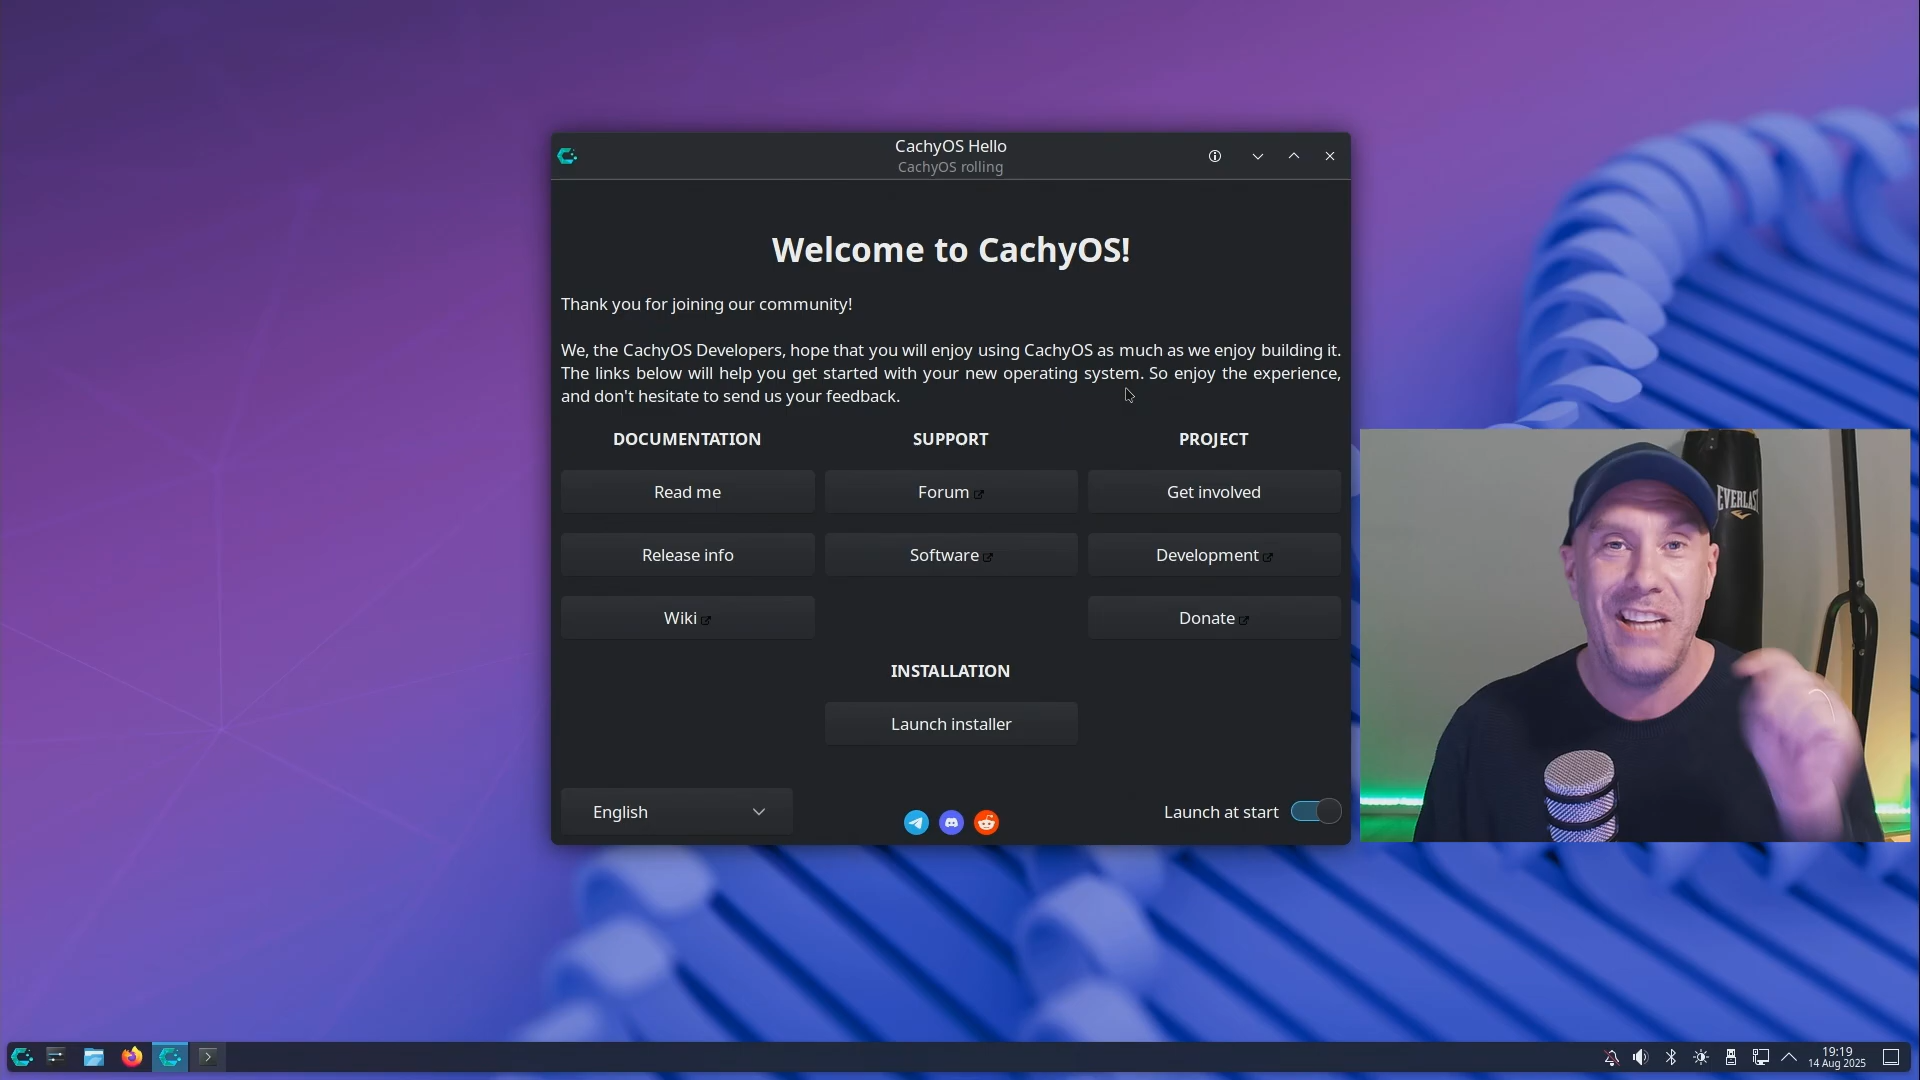 CachyOS Hello
CachyOS rolling
Welcome to CachyOS!
Thank you for joining our community!
We, the CachyOS Developers, hope that you will enjoy using CachyOS as much as we enjoy building it.
The links below will help you get started with your new operating system. So enjoy the experience,
and don't hesitate to send us your feedback.
DOCUMENTATION
SUPPORT
PROJECT
Read me
Forum
Get involved
Release info
Software
Development
Wiki
Donate
INSTALLATION
Launch installer
English
Launch at start
EVERLAST
19:19
14 Aug 2025